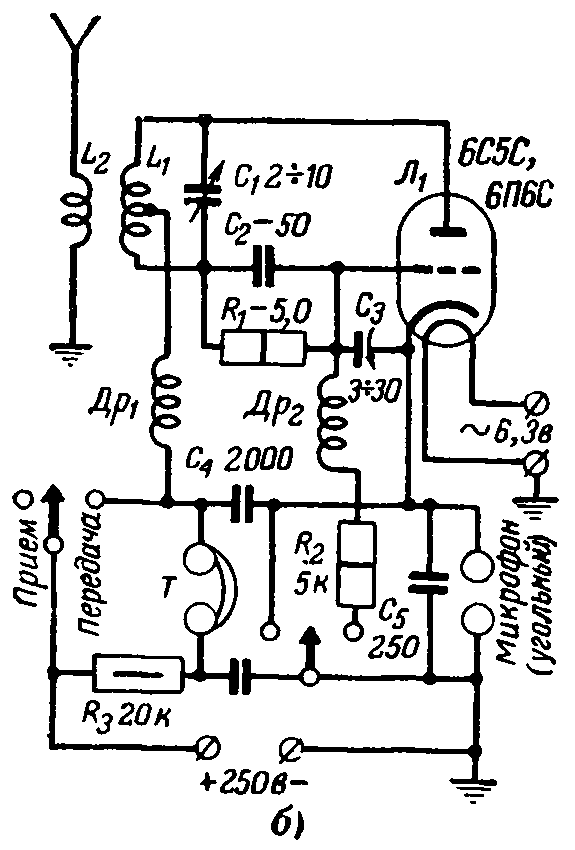 L₂
L₁
C₁ 2÷10
C₂-50
Л₁
6С5С,
6П6С
R₁-5,0
C₃
3÷30
Др₁
Др₂
~6,3в
C₄ 2000
Прием
Передача
Т
R₂
5к
C₅
250
Микрофон
(угольный)
R₃ 20к
+250в-
б)